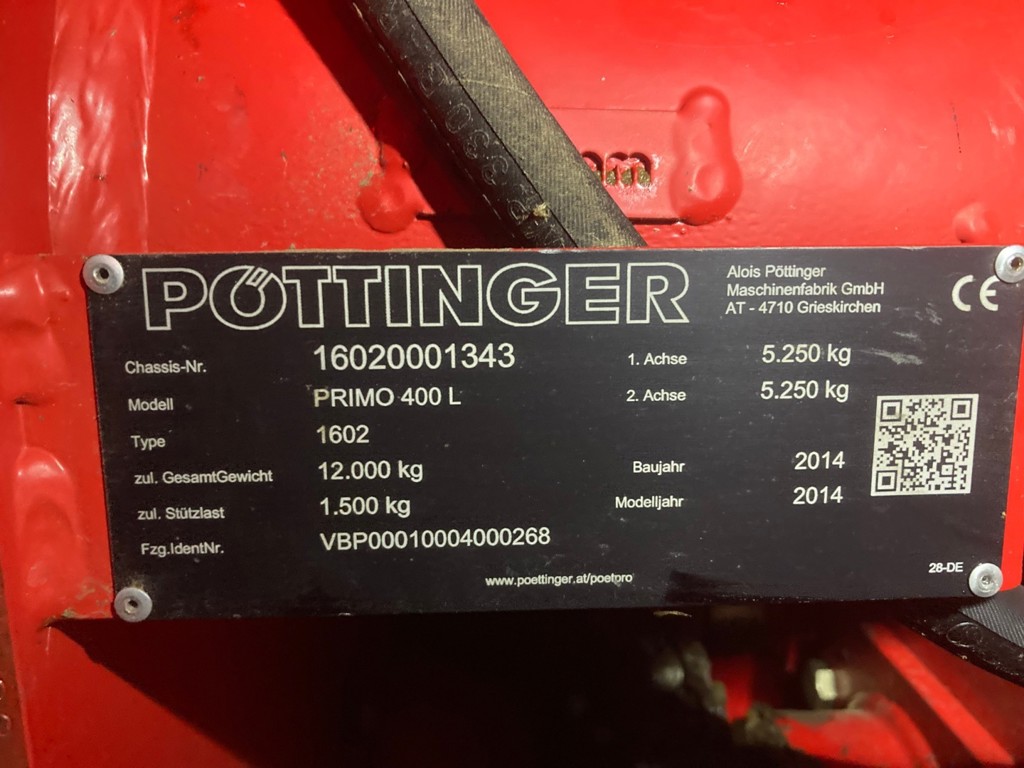 PÖTTINGER
Alois Pöttinger
Maschinenfabrik GmbH
AT - 4710 Grieskirchen
CE
Chassis-Nr. 16020001343 1. Achse 5.250 kg
Modell PRIMO 400 L 2. Achse 5.250 kg
Type 1602
zul. GesamtGewicht 12.000 kg Baujahr 2014
zul. Stützlast 1.500 kg Modelljahr 2014
Fzg.IdentNr. VBP00010004000268
www.poettinger.at/poetpro
28-DE